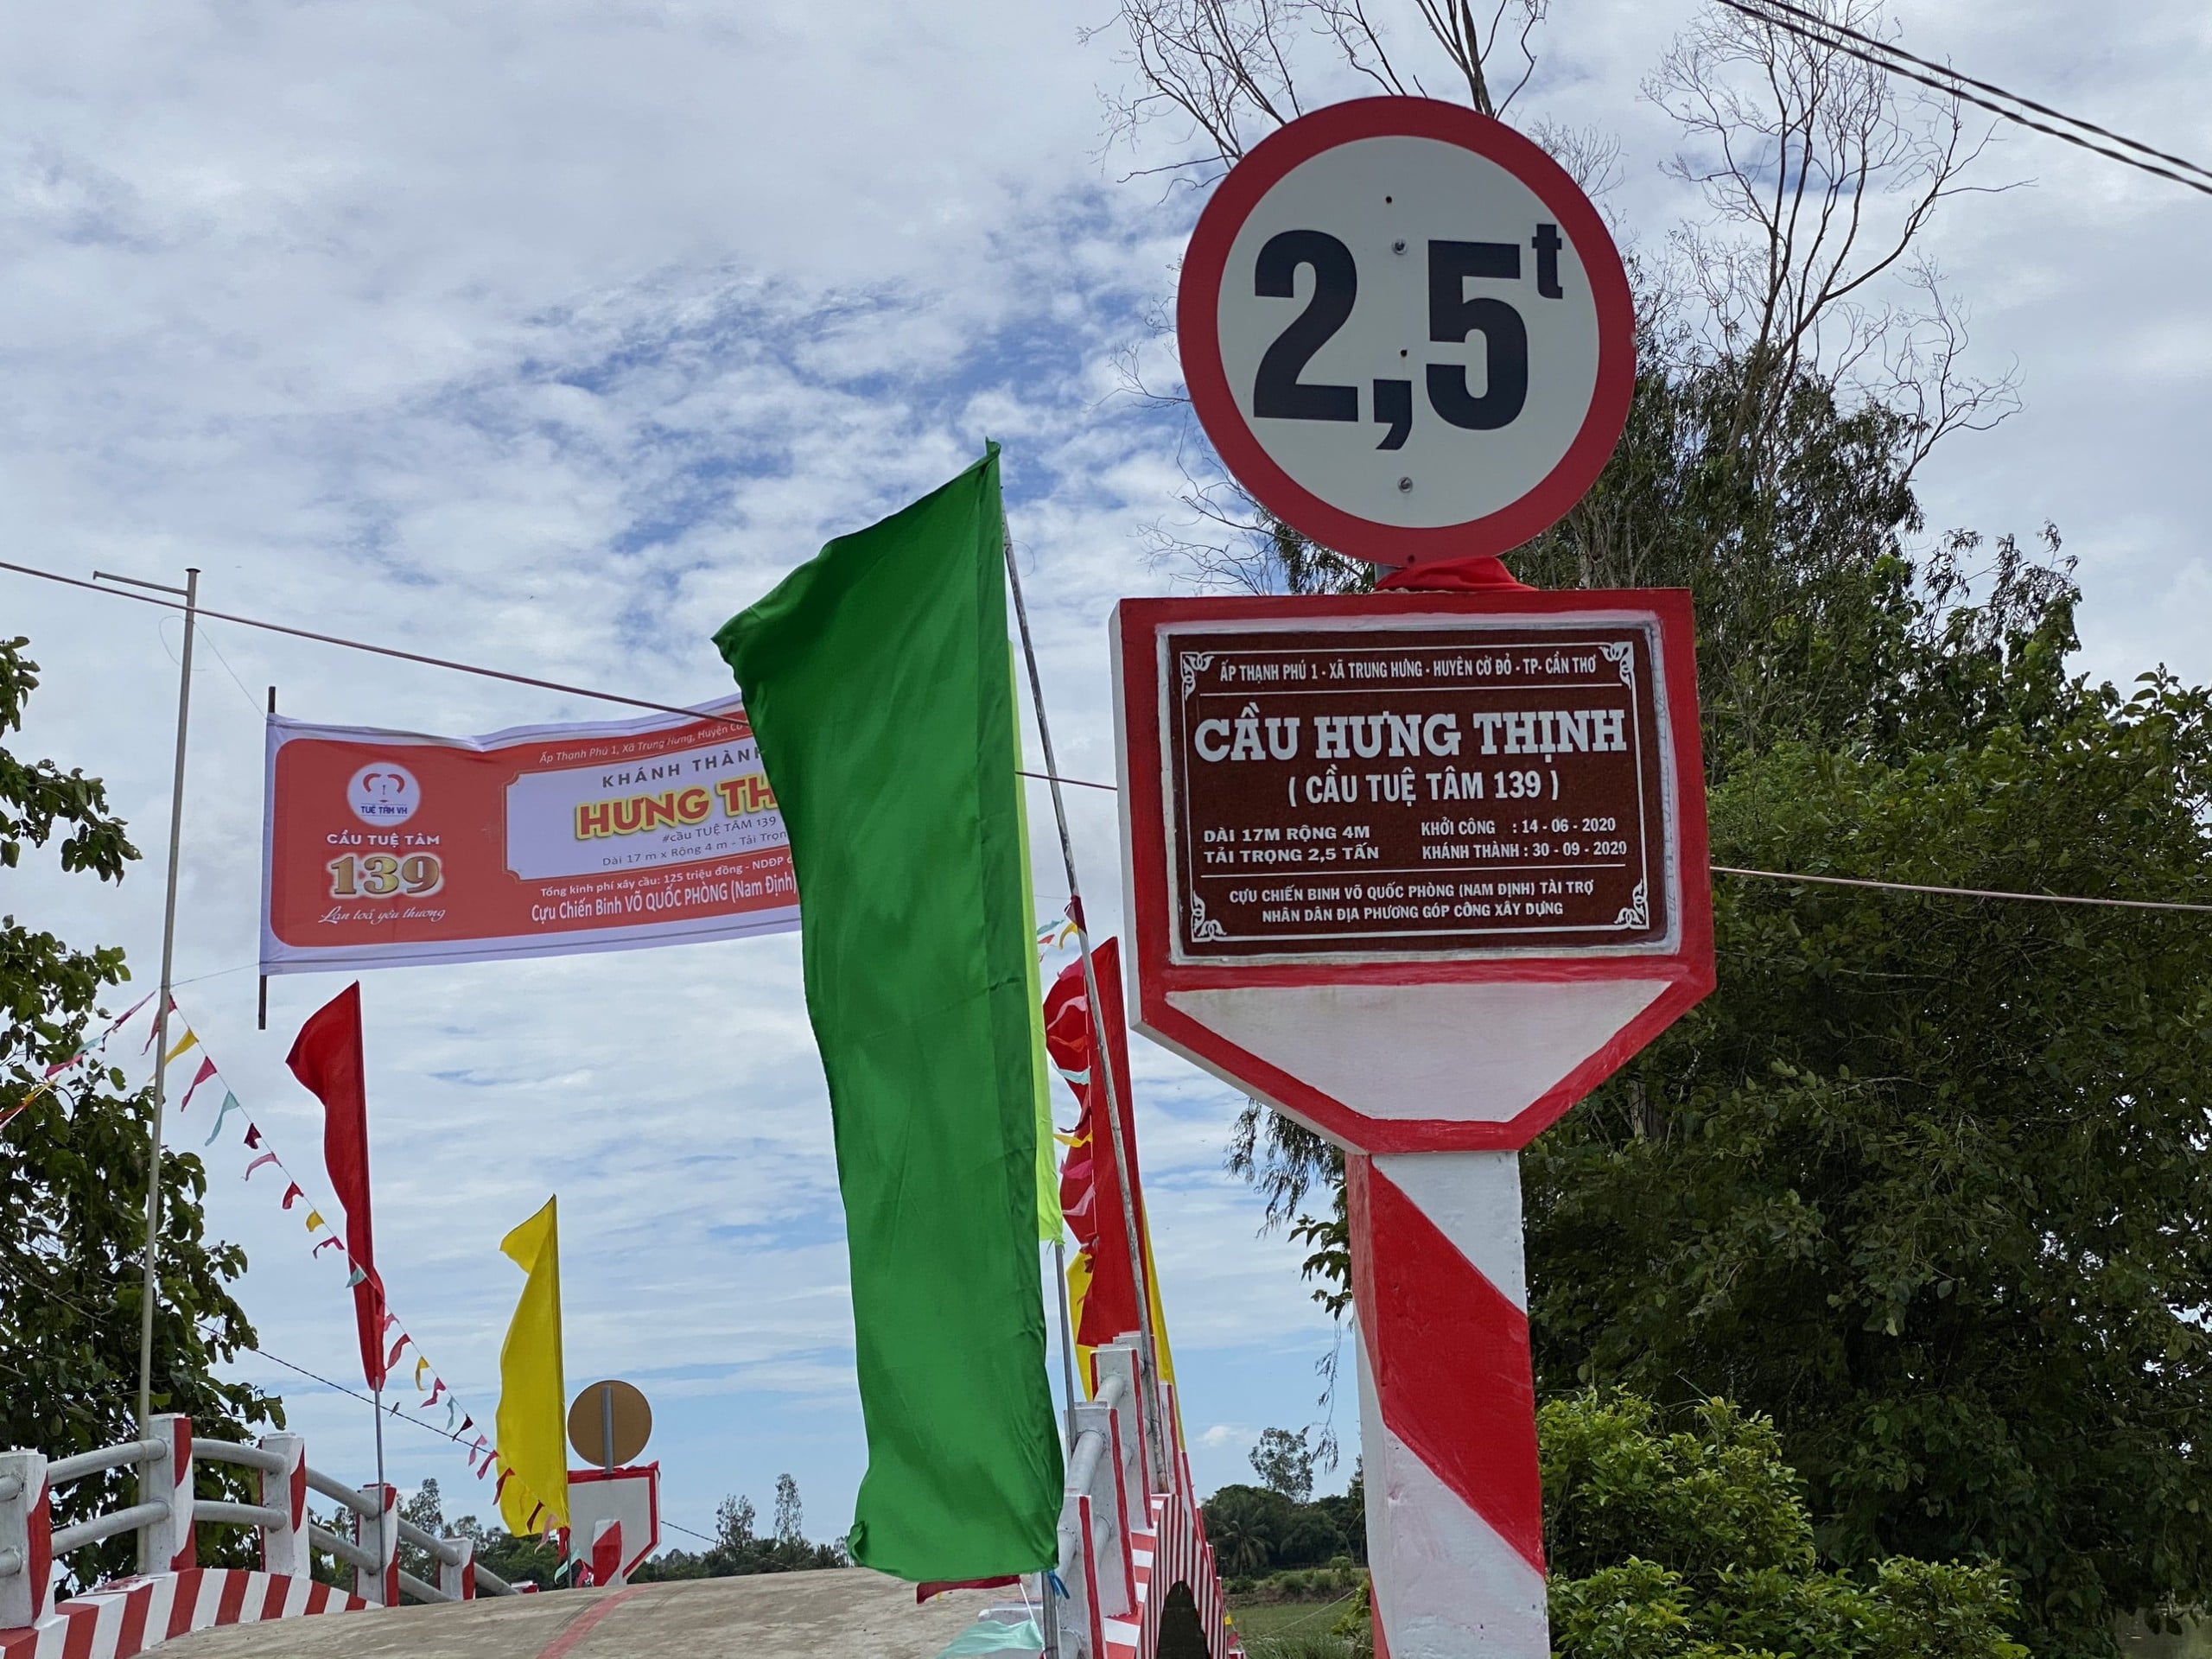 2,5t
ẤP THẠNH PHÚ 1 - XÃ TRUNG HƯNG - HUYỆN CỜ ĐỎ - TP- CẦN THƠ
CẦU HƯNG THỊNH
( CẦU TUỆ TÂM 139 )
DÀI 17M RỘNG 4M
TẢI TRỌNG 2,5 TẤN
KHỞI CÔNG : 14 - 06 - 2020
KHÁNH THÀNH : 30 - 09 - 2020
CỰU CHIẾN BINH VÕ QUỐC PHÒNG (NAM ĐỊNH) TÀI TRỢ
NHÂN DÂN ĐỊA PHƯƠNG GÓP CÔNG XÂY DỰNG
TUỆ TÂM VH
CẦU TUỆ TÂM
139
Lan toả yêu thương
Ấp Thạnh Phú 1, Xã Trung Hưng, Huyện Cờ
KHÁNH THÀNH
HƯNG TH
#cầu TUỆ TÂM 139
Dài 17 m x Rộng 4 m - Tải Trọn
Tổng kinh phí xây cầu: 125 triệu đồng - NDĐP
Cựu Chiến Binh VÕ QUỐC PHÒNG (Nam Định)